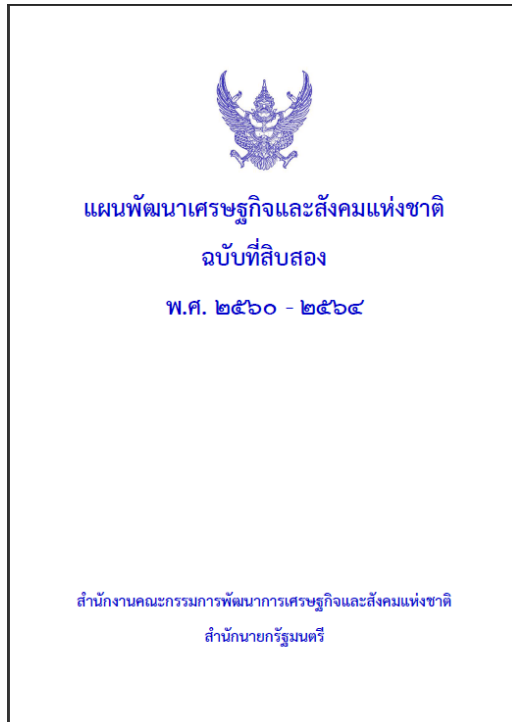 แผนพัฒนาเศรษฐกิจและสังคมแห่งชาติ
ฉบับที่สิบสอง
พ.ศ. ๒๕๖๐ - ๒๕๖๔
สำนักงานคณะกรรมการพัฒนาการเศรษฐกิจและสังคมแห่งชาติ
สำนักนายกรัฐมนตรี